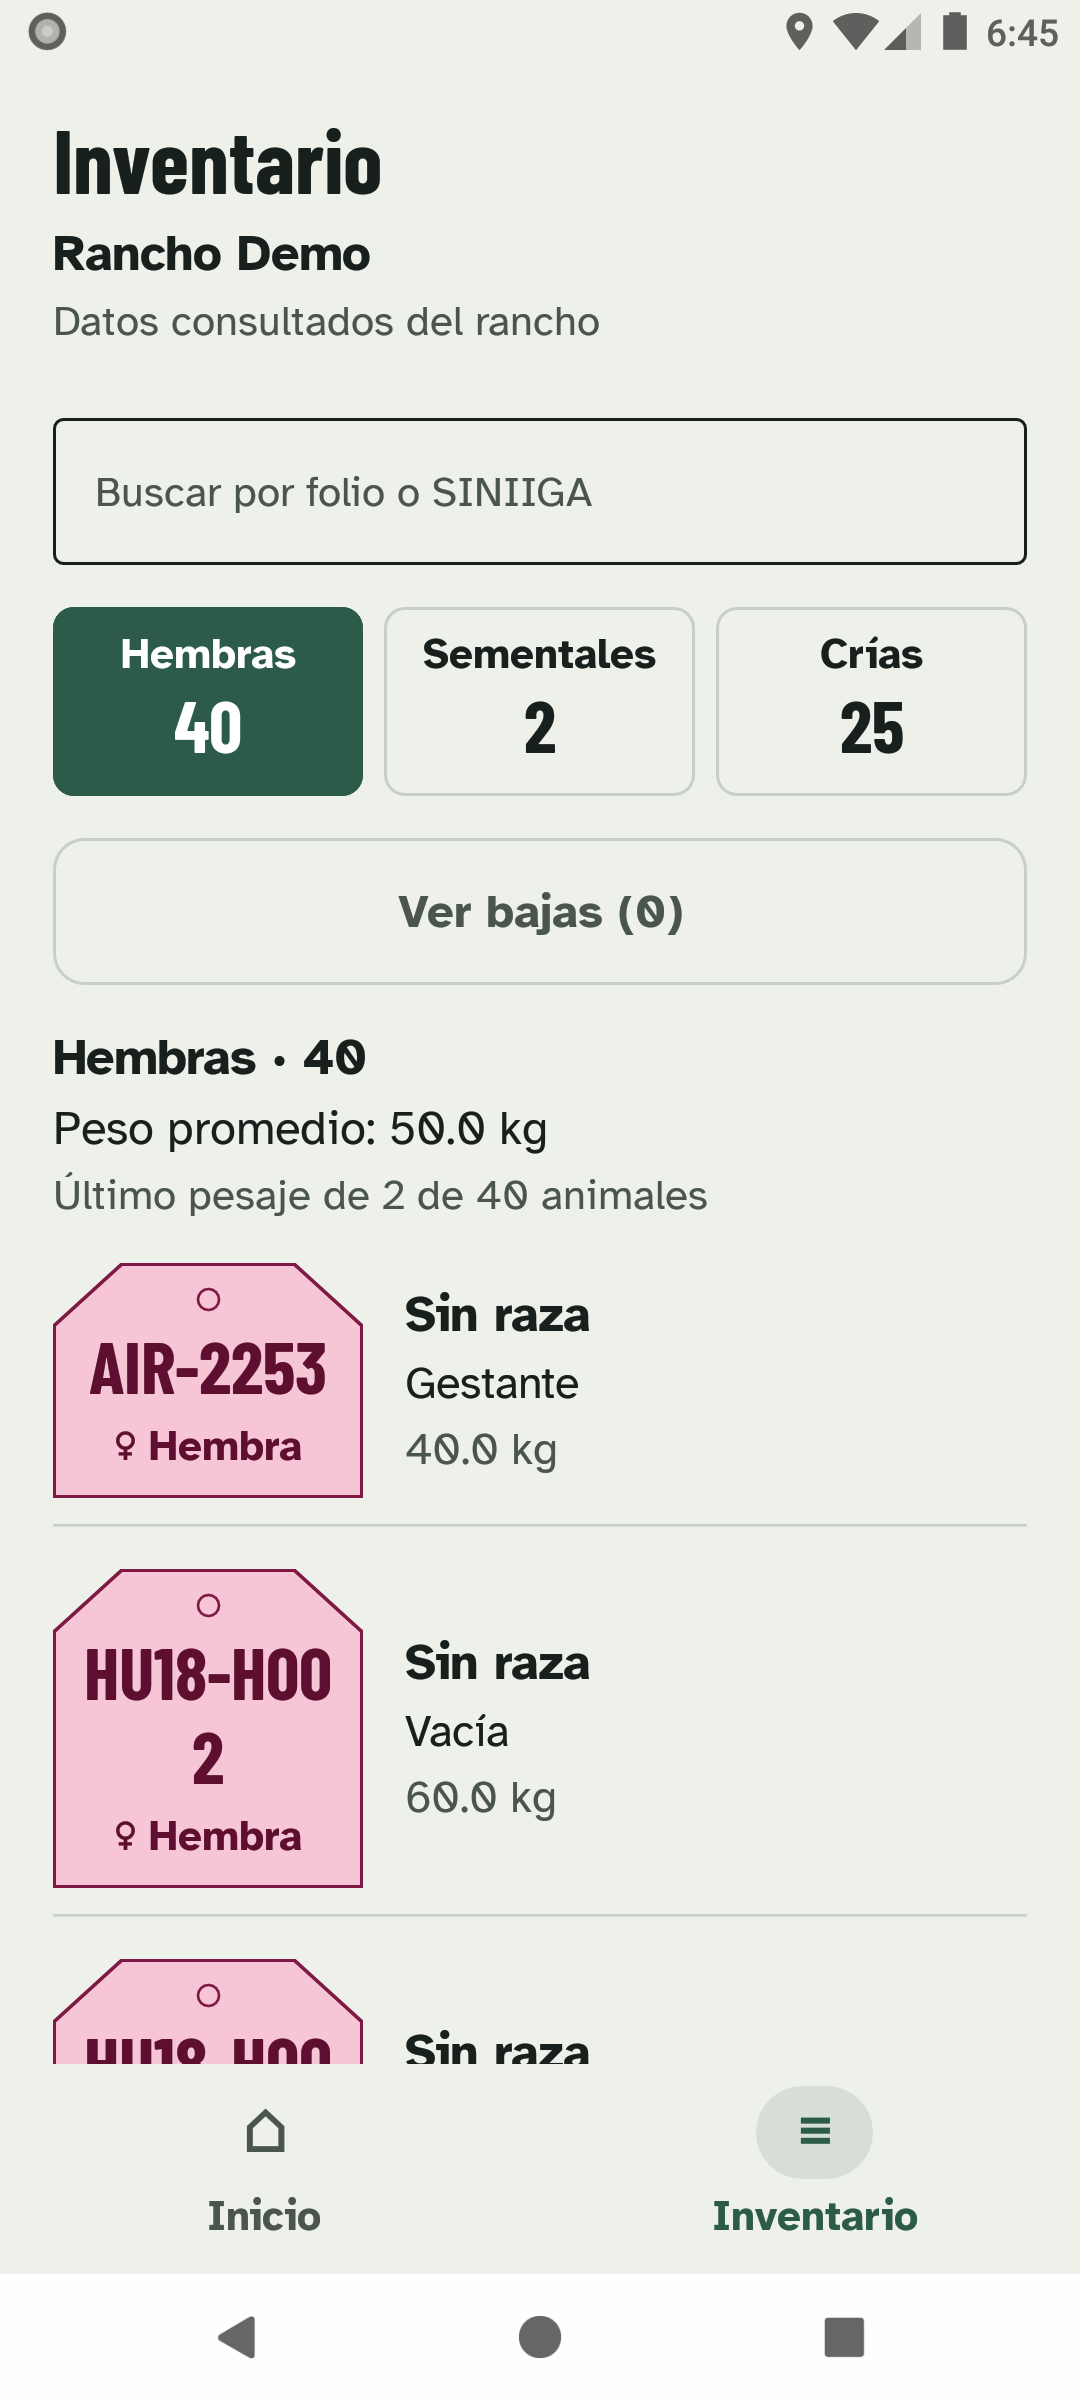 6:45
Inventario
Rancho Demo
Datos consultados del rancho
Buscar por folio o SINIIGA
Hembras
40
Sementales
2
Crías
25
Ver bajas (0)
Hembras · 40
Peso promedio: 50.0 kg
Último pesaje de 2 de 40 animales
AIR-2253
♀ Hembra
Sin raza
Gestante
40.0 kg
HU18-H00
2
♀ Hembra
Sin raza
Vacía
60.0 kg
HU18-H00
Sin raza
Inicio
Inventario